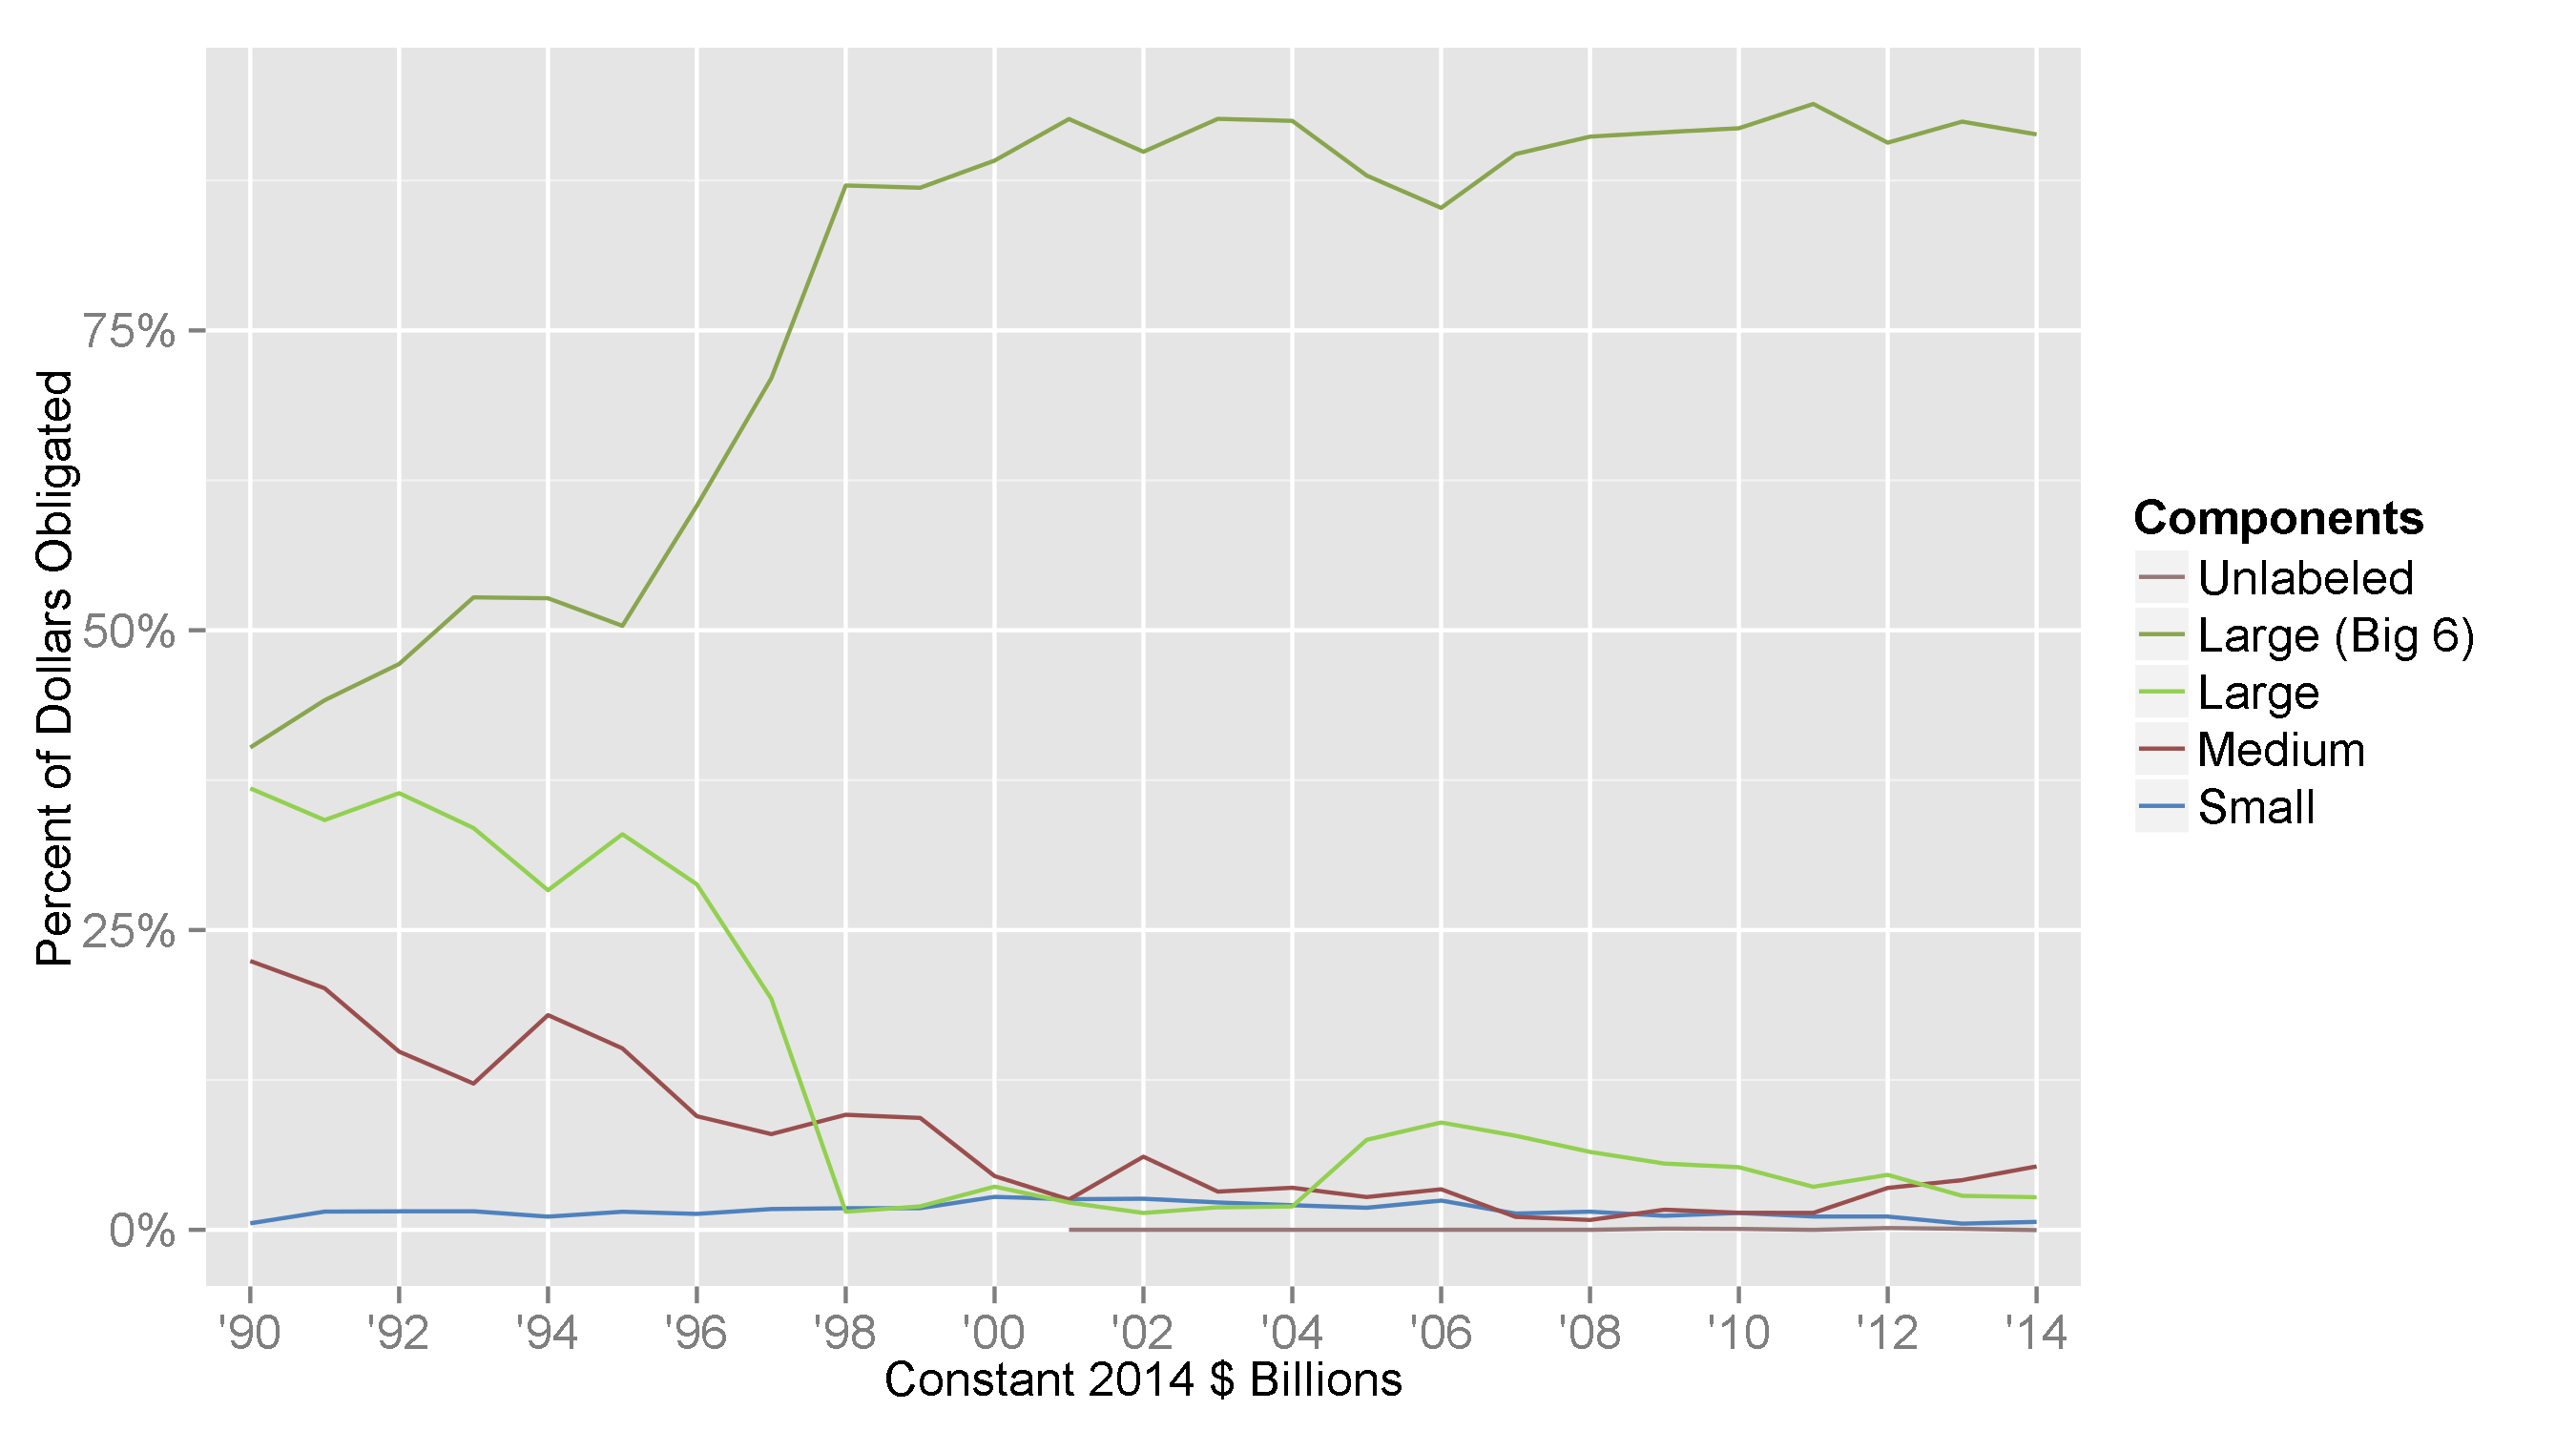 Percent of Dollars Obligated
75%
50%
25%
0%
'90 '92 '94 '96 '98 '00 '02 '04 '06 '08 '10 '12 '14
Constant 2014 $ Billions
Components
Unlabeled
Large (Big 6)
Large
Medium
Small